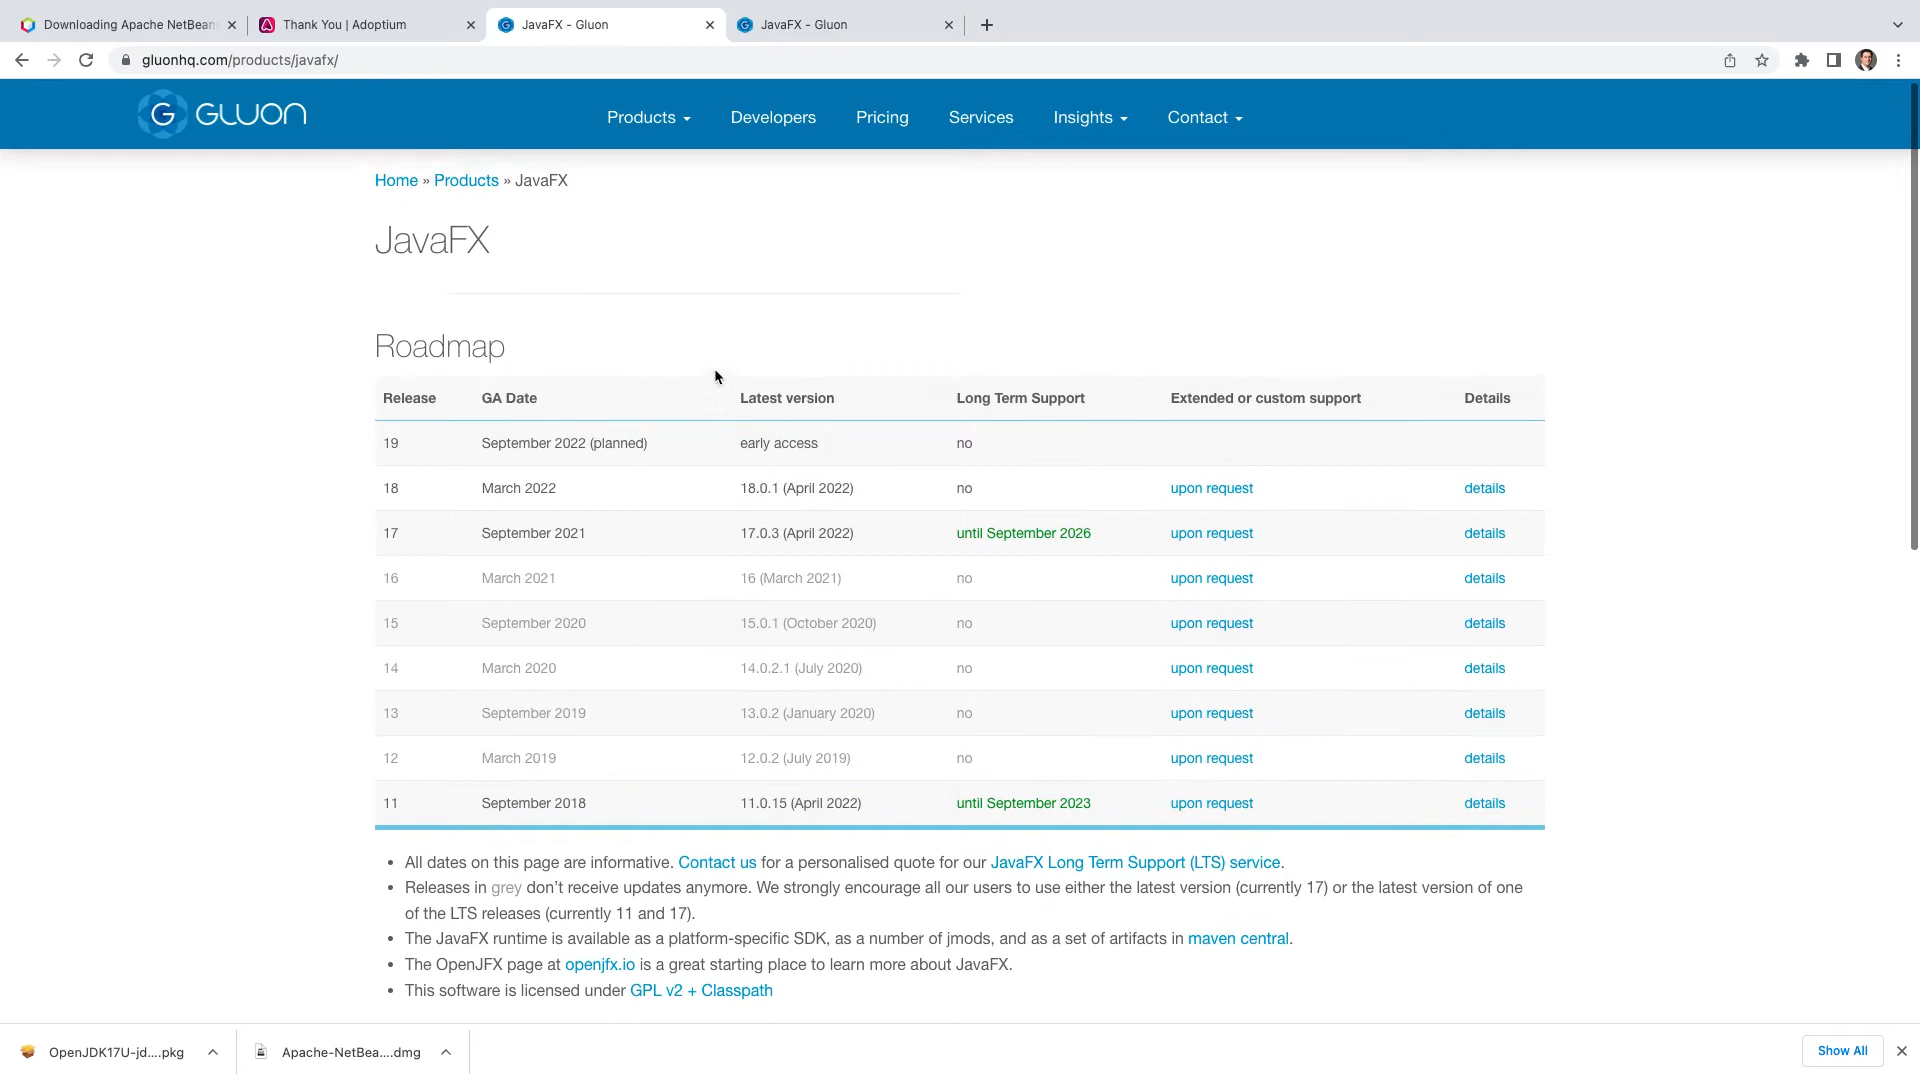 Downloading Apache NetBeans
Thank You | Adoptium
JavaFX - Gluon
JavaFX - Gluon
gluonhq.com/products/javafx/
G GLUON
Products
Developers
Pricing
Services
Insights
Contact
Home » Products » JavaFX
JavaFX
Roadmap
Release GA Date Latest version Long Term Support Extended or custom support Details
19 September 2022 (planned) early access no
18 March 2022 18.0.1 (April 2022) no upon request details
17 September 2021 17.0.3 (April 2022) until September 2026 upon request details
16 March 2021 16 (March 2021) no upon request details
15 September 2020 15.0.1 (October 2020) no upon request details
14 March 2020 14.0.2.1 (July 2020) no upon request details
13 September 2019 13.0.2 (January 2020) no upon request details
12 March 2019 12.0.2 (July 2019) no upon request details
11 September 2018 11.0.15 (April 2022) until September 2023 upon request details
• All dates on this page are informative. Contact us for a personalised quote for our JavaFX Long Term Support (LTS) service.
• Releases in grey don’t receive updates anymore. We strongly encourage all our users to use either the latest version (currently 17) or the latest version of one
of the LTS releases (currently 11 and 17).
• The JavaFX runtime is available as a platform-specific SDK, as a number of jmods, and as a set of artifacts in maven central.
• The OpenJFX page at openjfx.io is a great starting place to learn more about JavaFX.
• This software is licensed under GPL v2 + Classpath
OpenJDK17U-jd....pkg
Apache-NetBea....dmg
Show All